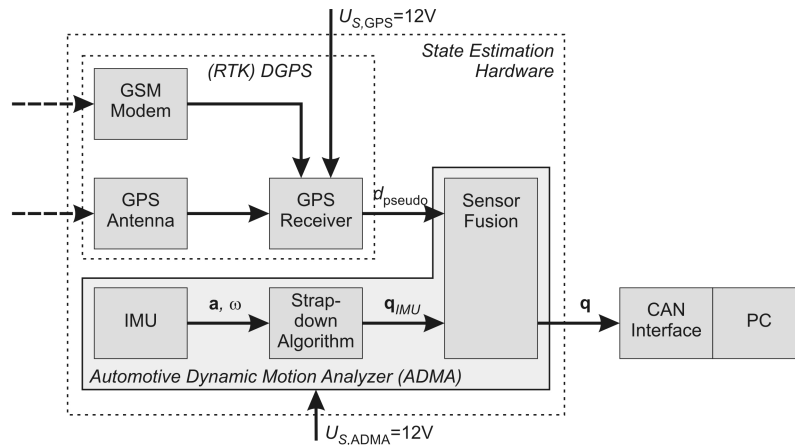 U_S,GPS=12V
State Estimation
Hardware
(RTK) DGPS
GSM
Modem
GPS
Antenna
GPS
Receiver
d_pseudo
Sensor
Fusion
IMU
a, ω
Strap-
down
Algorithm
q_IMU
q
CAN
Interface
PC
Automotive Dynamic Motion Analyzer (ADMA)
U_S,ADMA=12V